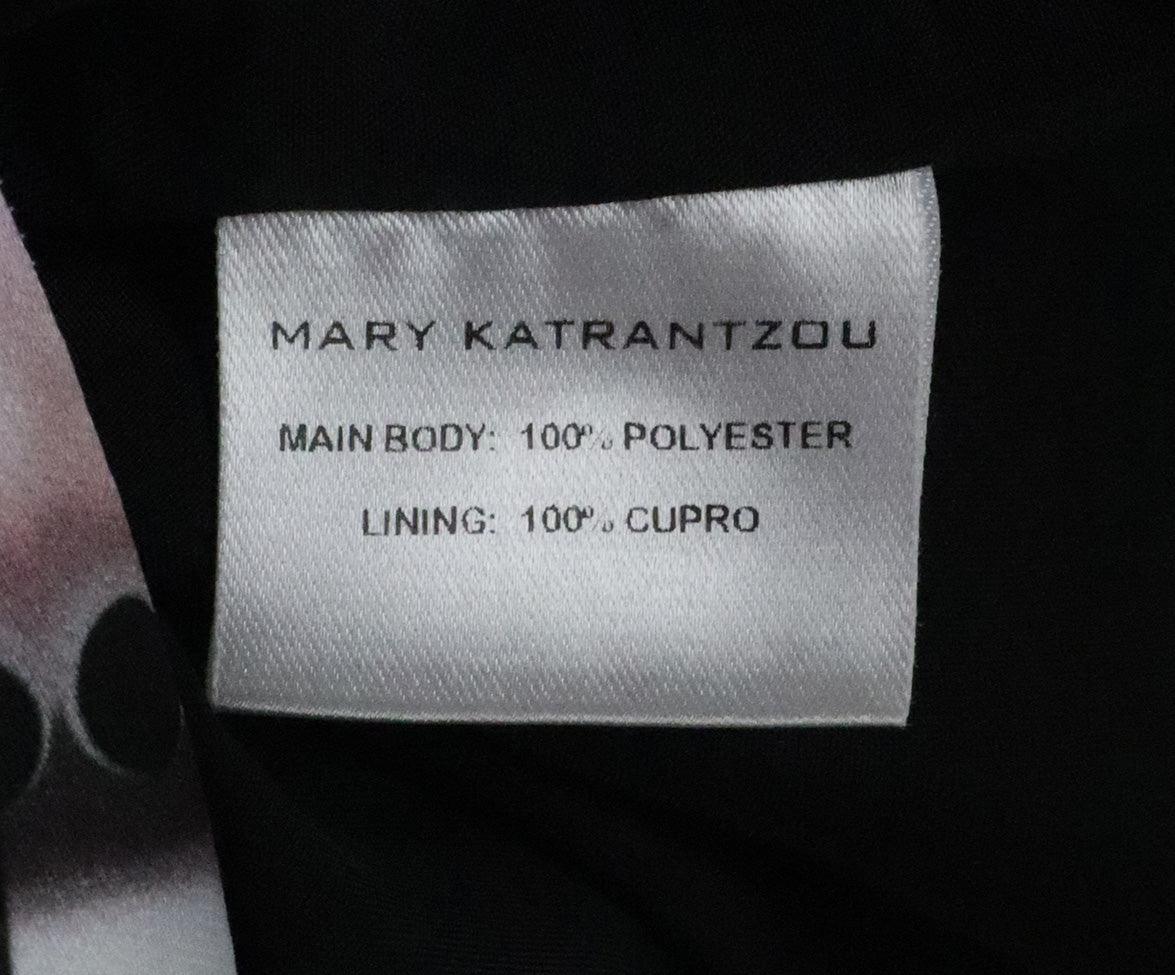 MARY KATRANTZOU
MAIN BODY: 100% POLYESTER
LINING: 100% CUPRO